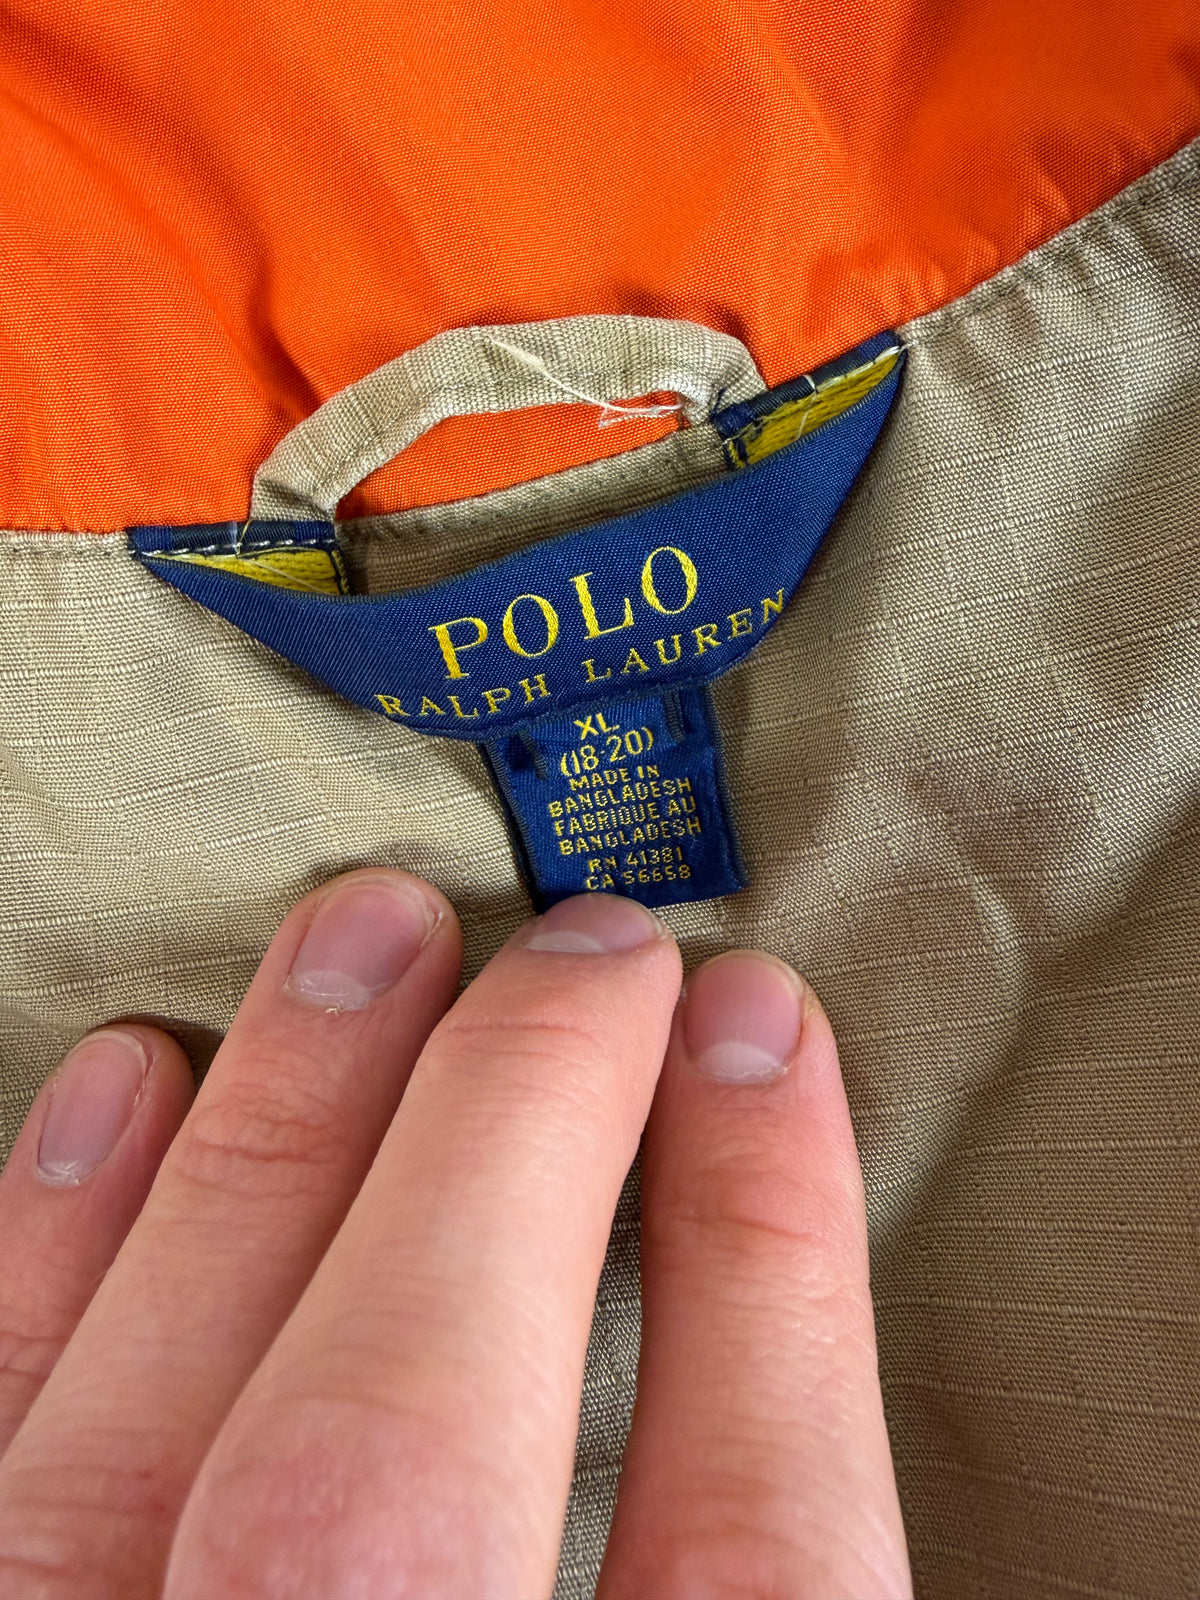 POLO
RALPH LAUREN
XL
(18-20)
MADE IN
BANGLADESH
FABRIQUE AU
BANGLADESH
RN 41381
CA 56658